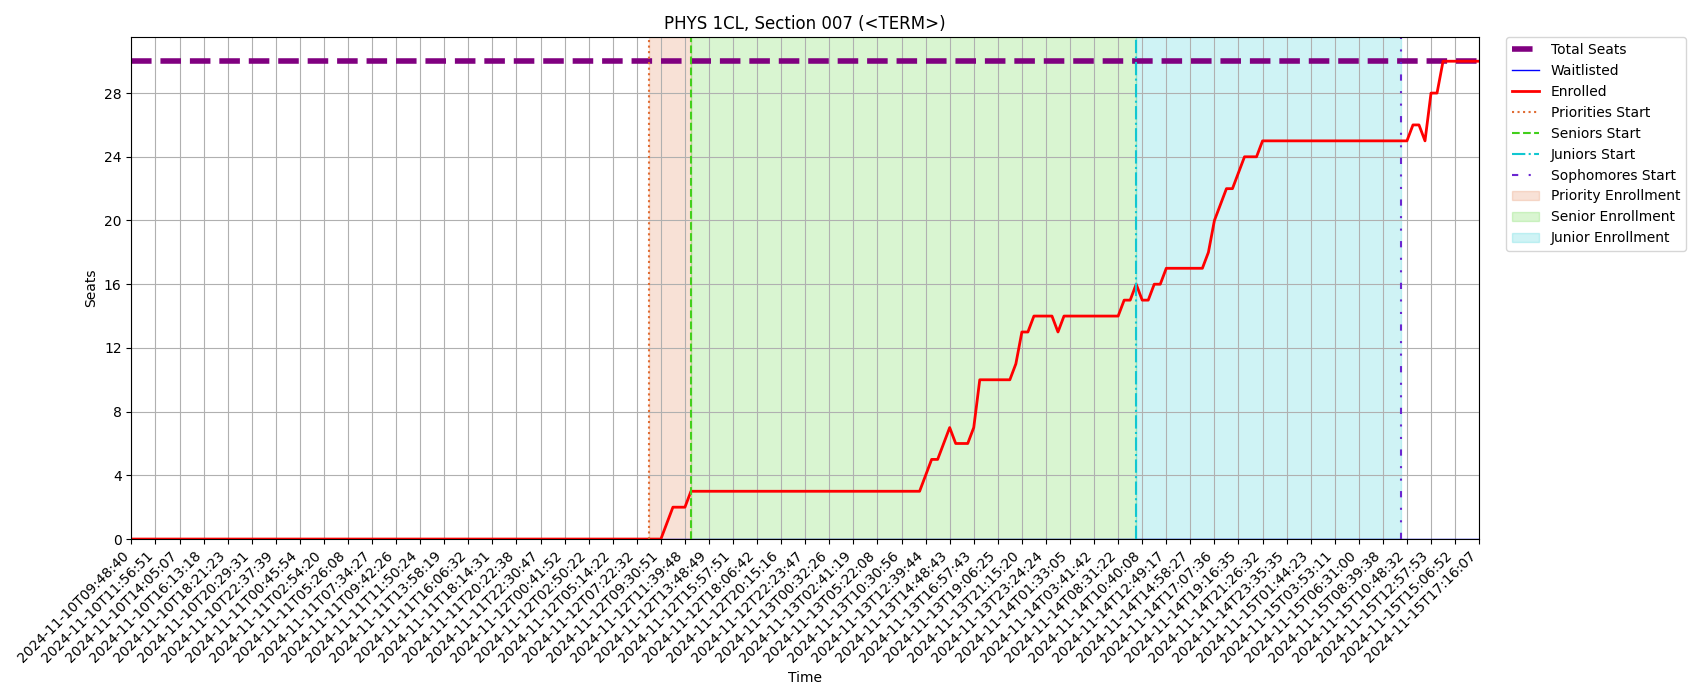 PHYS 1CL, Section 007 (<TERM>)
Total Seats
Waitlisted
Enrolled
Priorities Start
Seniors Start
Juniors Start
Sophomores Start
Priority Enrollment
Senior Enrollment
Junior Enrollment
Seats
28
24
20
16
12
8
4
0
2024-11-10T09:48:40
2024-11-10T11:56:51
2024-11-10T14:05:07
2024-11-10T16:13:18
2024-11-10T18:21:23
2024-11-10T20:29:31
2024-11-10T22:37:39
2024-11-11T00:45:54
2024-11-11T02:54:20
2024-11-11T05:26:08
2024-11-11T07:34:27
2024-11-11T09:42:26
2024-11-11T11:50:24
2024-11-11T13:58:19
2024-11-11T16:06:32
2024-11-11T18:14:31
2024-11-11T20:22:38
2024-11-11T22:30:47
2024-11-12T00:41:52
2024-11-12T02:50:22
2024-11-12T05:14:22
2024-11-12T07:22:32
2024-11-12T09:30:51
2024-11-12T11:39:48
2024-11-12T13:48:49
2024-11-12T15:57:51
2024-11-12T18:06:42
2024-11-12T20:15:16
2024-11-12T22:23:47
2024-11-13T00:32:26
2024-11-13T02:41:19
2024-11-13T05:22:08
2024-11-13T10:30:56
2024-11-13T12:39:44
2024-11-13T14:48:43
2024-11-13T16:57:43
2024-11-13T19:06:25
2024-11-13T21:15:20
2024-11-13T23:24:24
2024-11-14T01:33:05
2024-11-14T03:41:42
2024-11-14T08:31:22
2024-11-14T10:40:08
2024-11-14T12:49:17
2024-11-14T14:58:27
2024-11-14T17:07:36
2024-11-14T19:16:35
2024-11-14T21:26:32
2024-11-14T23:35:35
2024-11-15T01:44:23
2024-11-15T03:53:11
2024-11-15T06:31:00
2024-11-15T08:39:38
2024-11-15T10:48:32
2024-11-15T12:57:53
2024-11-15T15:06:52
2024-11-15T17:16:07
Time